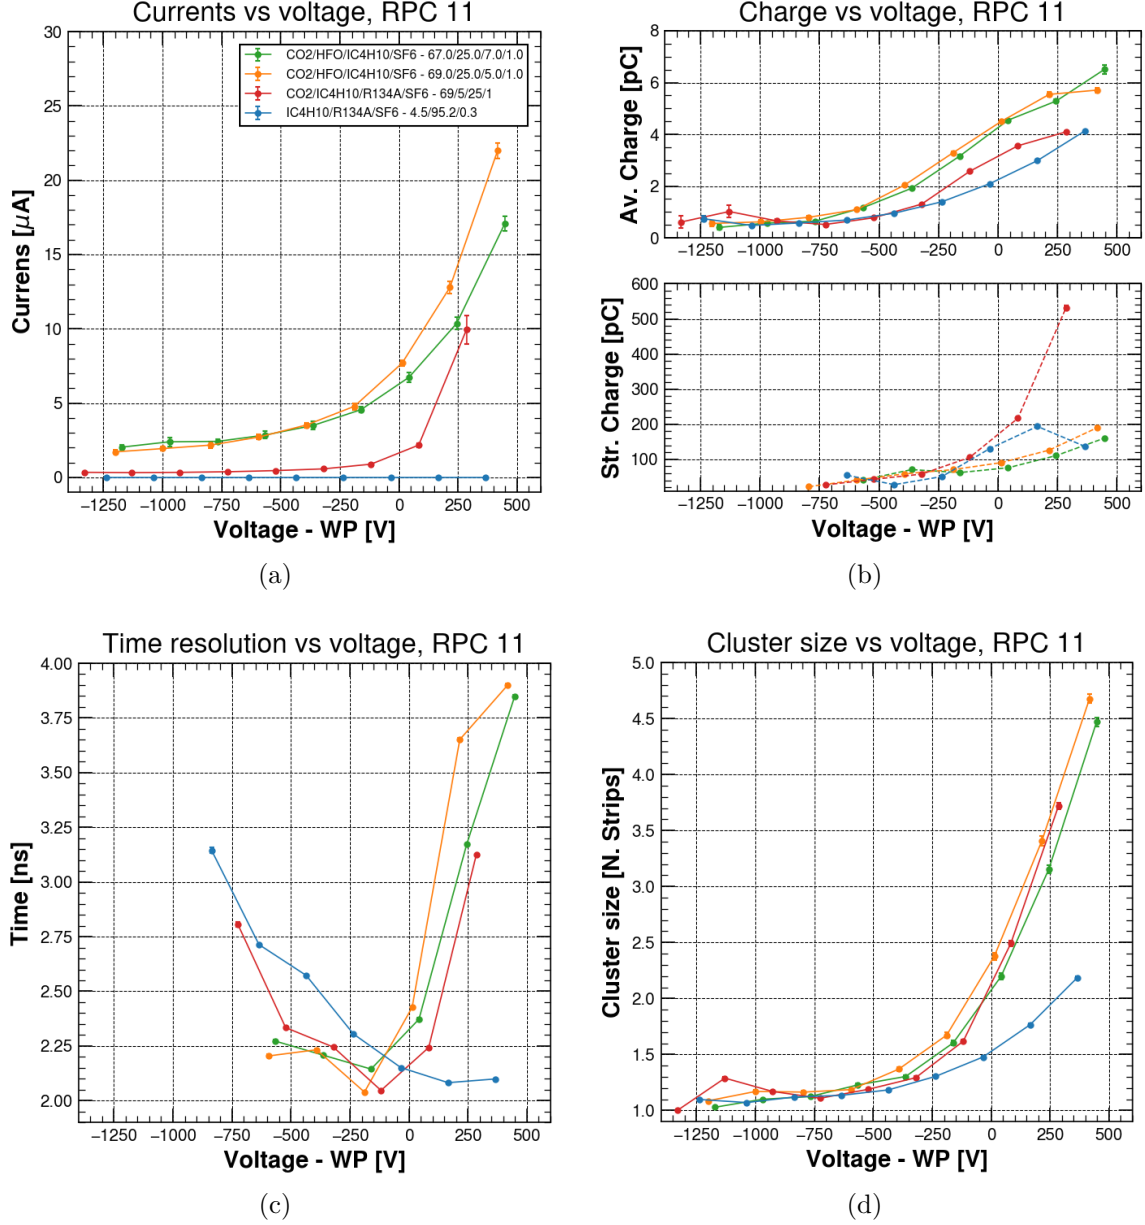 Currents vs voltage, RPC 11
30
25
20
15
10
5
0
Currens [μA]
CO2/HFO/IC4H10/SF6 - 67.0/25.0/7.0/1.0
CO2/HFO/IC4H10/SF6 - 69.0/25.0/5.0/1.0
CO2/IC4H10/R134A/SF6 - 69/5/25/1
IC4H10/R134A/SF6 - 4.5/95.2/0.3
−1250 −1000 −750 −500 −250 0 250 500
Voltage - WP [V]
(a)
Charge vs voltage, RPC 11
8
6
4
2
0
Av. Charge [pC]
−1250 −1000 −750 −500 −250 0 250 500
600
500
400
300
200
100
Str. Charge [pC]
−1250 −1000 −750 −500 −250 0 250 500
Voltage - WP [V]
(b)
Time resolution vs voltage, RPC 11
4.00
3.75
3.50
3.25
3.00
2.75
2.50
2.25
2.00
Time [ns]
−1250 −1000 −750 −500 −250 0 250 500
Voltage - WP [V]
(c)
Cluster size vs voltage, RPC 11
5.0
4.5
4.0
3.5
3.0
2.5
2.0
1.5
1.0
Cluster size [N. Strips]
−1250 −1000 −750 −500 −250 0 250 500
Voltage - WP [V]
(d)